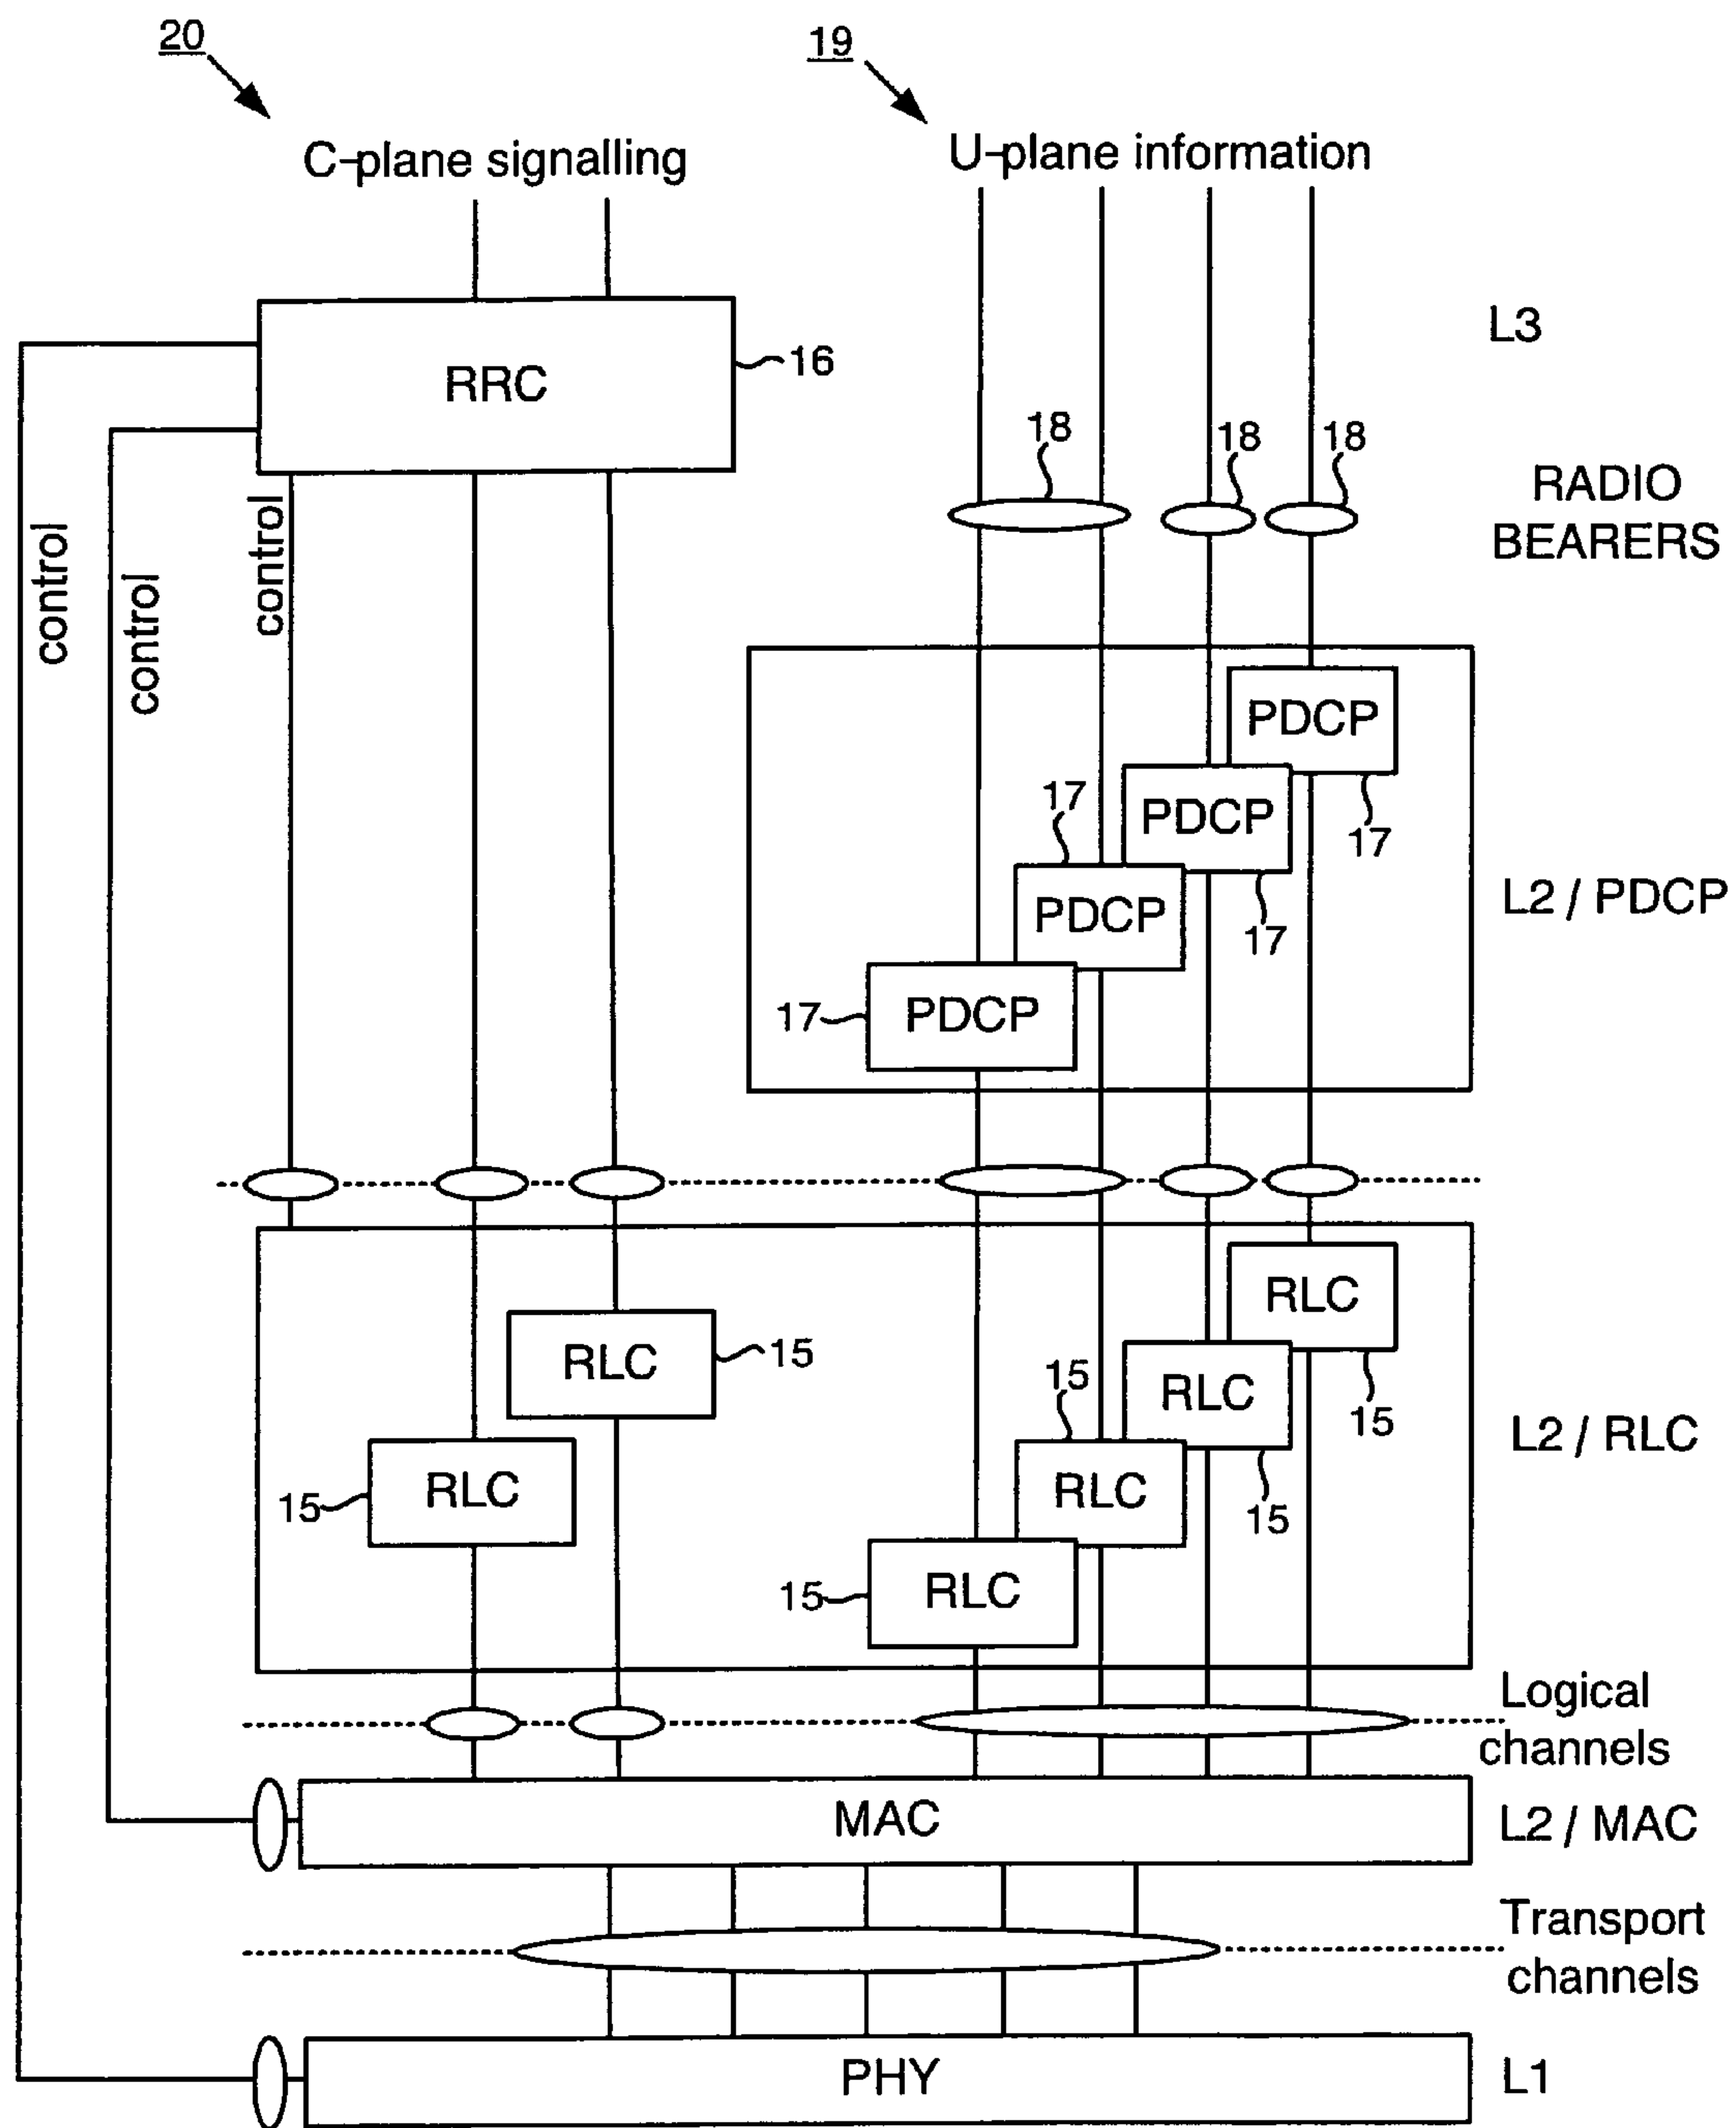 20
19
C-plane signalling
U-plane information
L3
RRC
16
18
18
18
RADIO
BEARERS
control
control
control
PDCP
17
PDCP
17
17
PDCP
L2 / PDCP
17
PDCP
RLC
15
RLC
15
15
RLC
15
L2 / RLC
15
RLC
RLC
15
RLC
Logical
channels
MAC
L2 / MAC
Transport
channels
PHY
L1